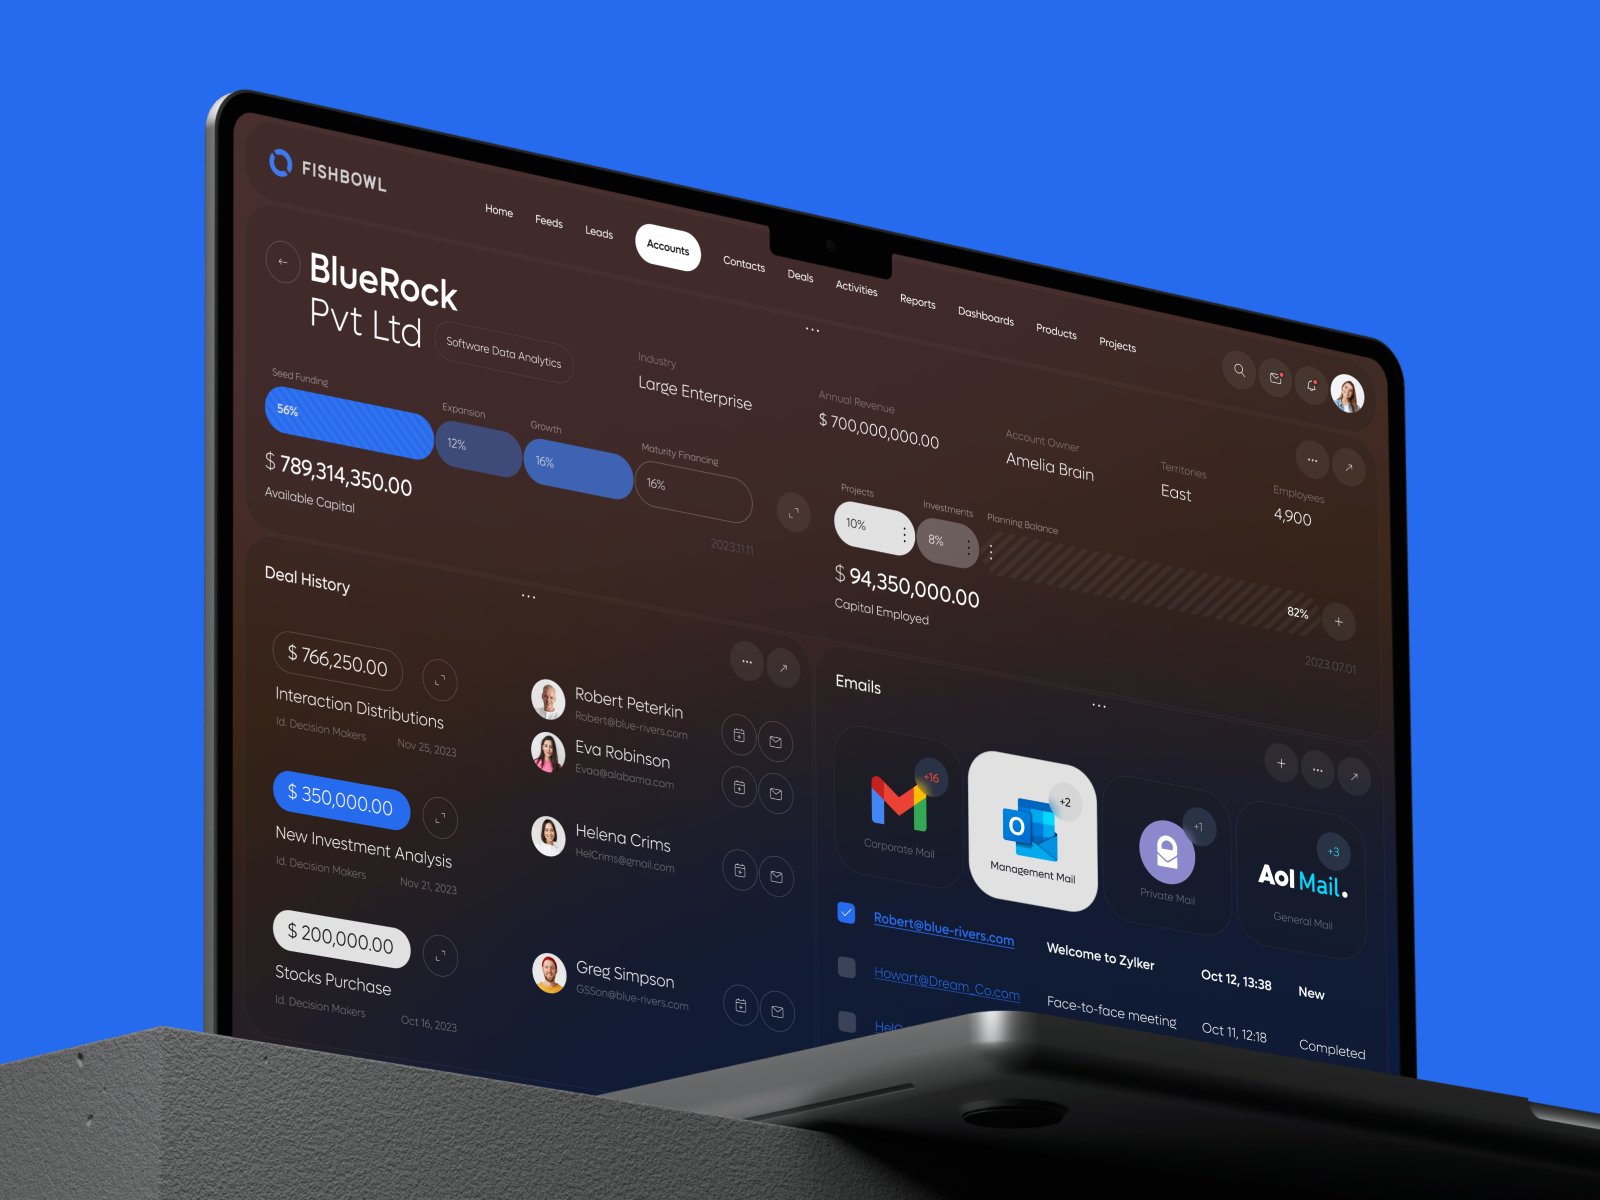 FISHBOWL
Home
Feeds
Leads
Accounts
Contacts
Deals
Activities
Reports
Dashboards
Products
Projects
BlueRock
Pvt Ltd
Software Data Analytics
Industry
Large Enterprise
Annual Revenue
$ 700,000,000.00
Account Owner
Amelia Brain
Territories
East
Employees
4,900
Seed Funding
56%
Expansion
12%
Growth
16%
Maturity Financing
16%
$ 789,314,350.00
Available Capital
2023.11.11
Projects
10%
Investments
8%
Planning Balance
82%
$ 94,350,000.00
Capital Employed
2023.07.01
Deal History
$ 766,250.00
Interaction Distributions
Id. Decision Makers
Nov 25, 2023
Robert Peterkin
Robert@blue-rivers.com
Eva Robinson
Evaa@alabama.com
$ 350,000.00
New Investment Analysis
Id. Decision Makers
Nov 21, 2023
Helena Crims
HelCrims@gmail.com
$ 200,000.00
Stocks Purchase
Id. Decision Makers
Oct 16, 2023
Greg Simpson
GSSon@blue-rivers.com
Emails
+16
Corporate Mail
+2
O
Management Mail
+1
Private Mail
+3
Aol Mail.
General Mail
Robert@blue-rivers.com
Welcome to Zylker
Oct 12, 13:38
New
Howart@Dream_Co.com
Face-to-face meeting
Oct 11, 12:18
Completed
HelC